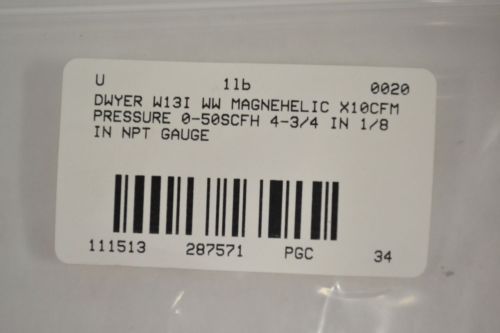 U 1lb 0020
DWYER W13I WW MAGNEHELIC X10CFM
PRESSURE 0-50SCFH 4-3/4 IN 1/8
IN NPT GAUGE
111513 287571 PGC 34